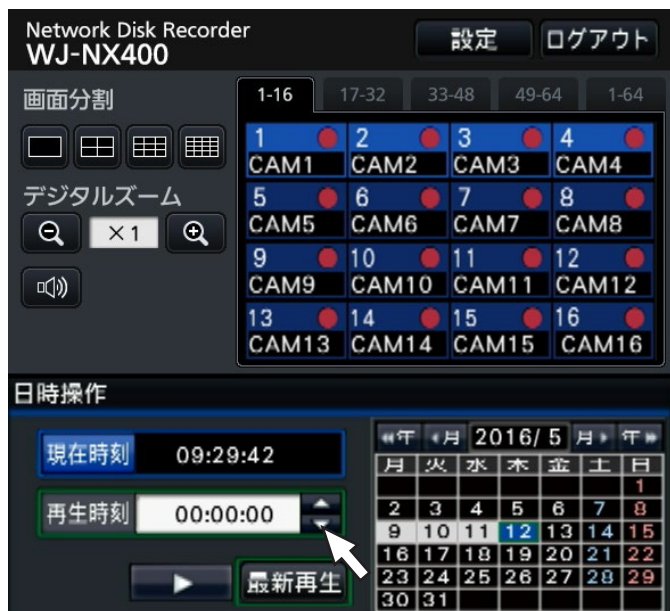 Network Disk Recorder
WJ-NX400
設定
ログアウト
画面分割
デジタルズーム
×1
1-16 17-32 33-48 49-64 1-64
1 2 3 4
CAM1 CAM2 CAM3 CAM4
5 6 7 8
CAM5 CAM6 CAM7 CAM8
9 10 11 12
CAM9 CAM10 CAM11 CAM12
13 14 15 16
CAM13 CAM14 CAM15 CAM16
日時操作
現在時刻 09:29:42
再生時刻 00:00:00
最新再生
年 月 2016/ 5 月 年
月 火 水 木 金 土 日
1
2 3 4 5 6 7 8
9 10 11 12 13 14 15
16 17 18 19 20 21 22
23 24 25 26 27 28 29
30 31